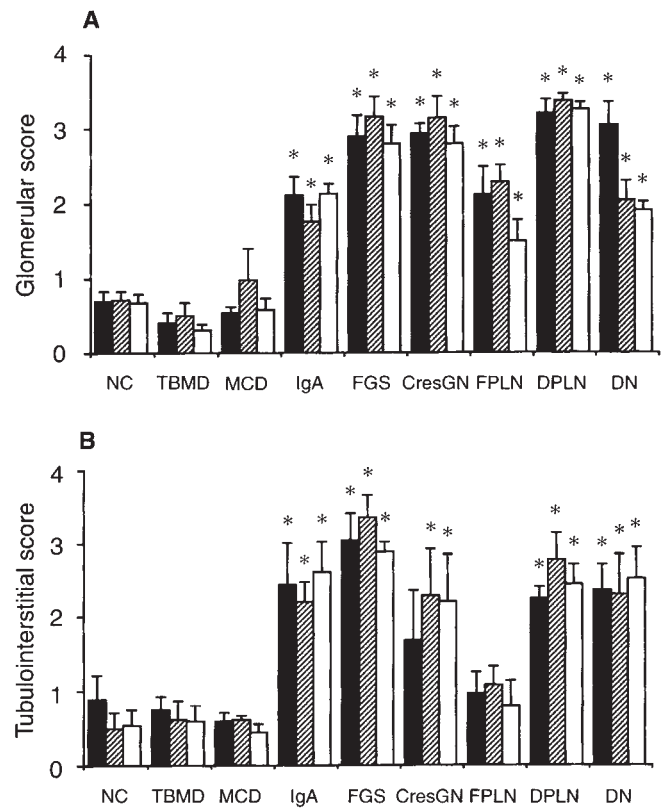 A
Glomerular score
4
3
2
1
0
* * * * * * * * * * * * * * * * * *
NC TBMD MCD IgA FGS CresGN FPLN DPLN DN
B
Tubulointerstitial score
4
3
2
1
0
* * * * * * * * * * * * * *
NC TBMD MCD IgA FGS CresGN FPLN DPLN DN